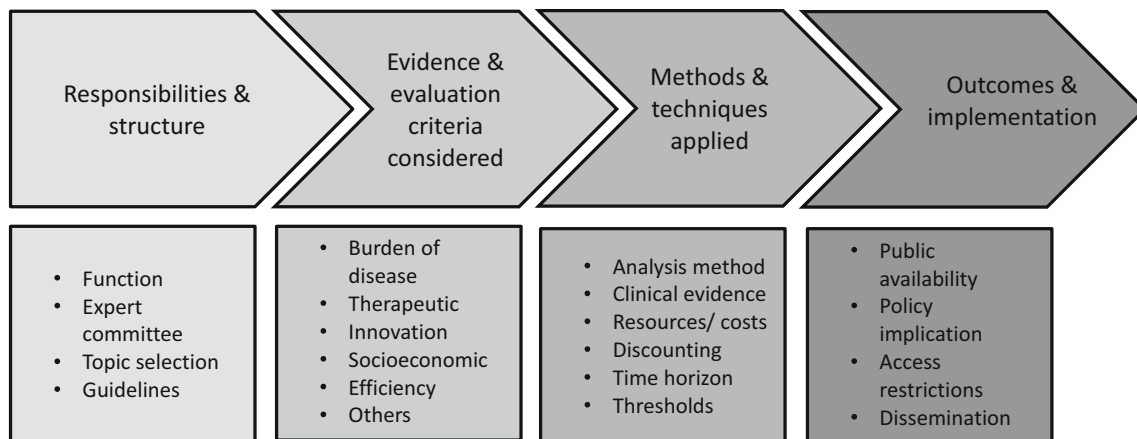 Responsibilities &
structure
Evidence &
evaluation
criteria
considered
Methods &
techniques
applied
Outcomes &
implementation
• Function
• Expert
committee
• Topic selection
• Guidelines
• Burden of
disease
• Therapeutic
• Innovation
• Socioeconomic
• Efficiency
• Others
• Analysis method
• Clinical evidence
• Resources/ costs
• Discounting
• Time horizon
• Thresholds
• Public
availability
• Policy
implication
• Access
restrictions
• Dissemination